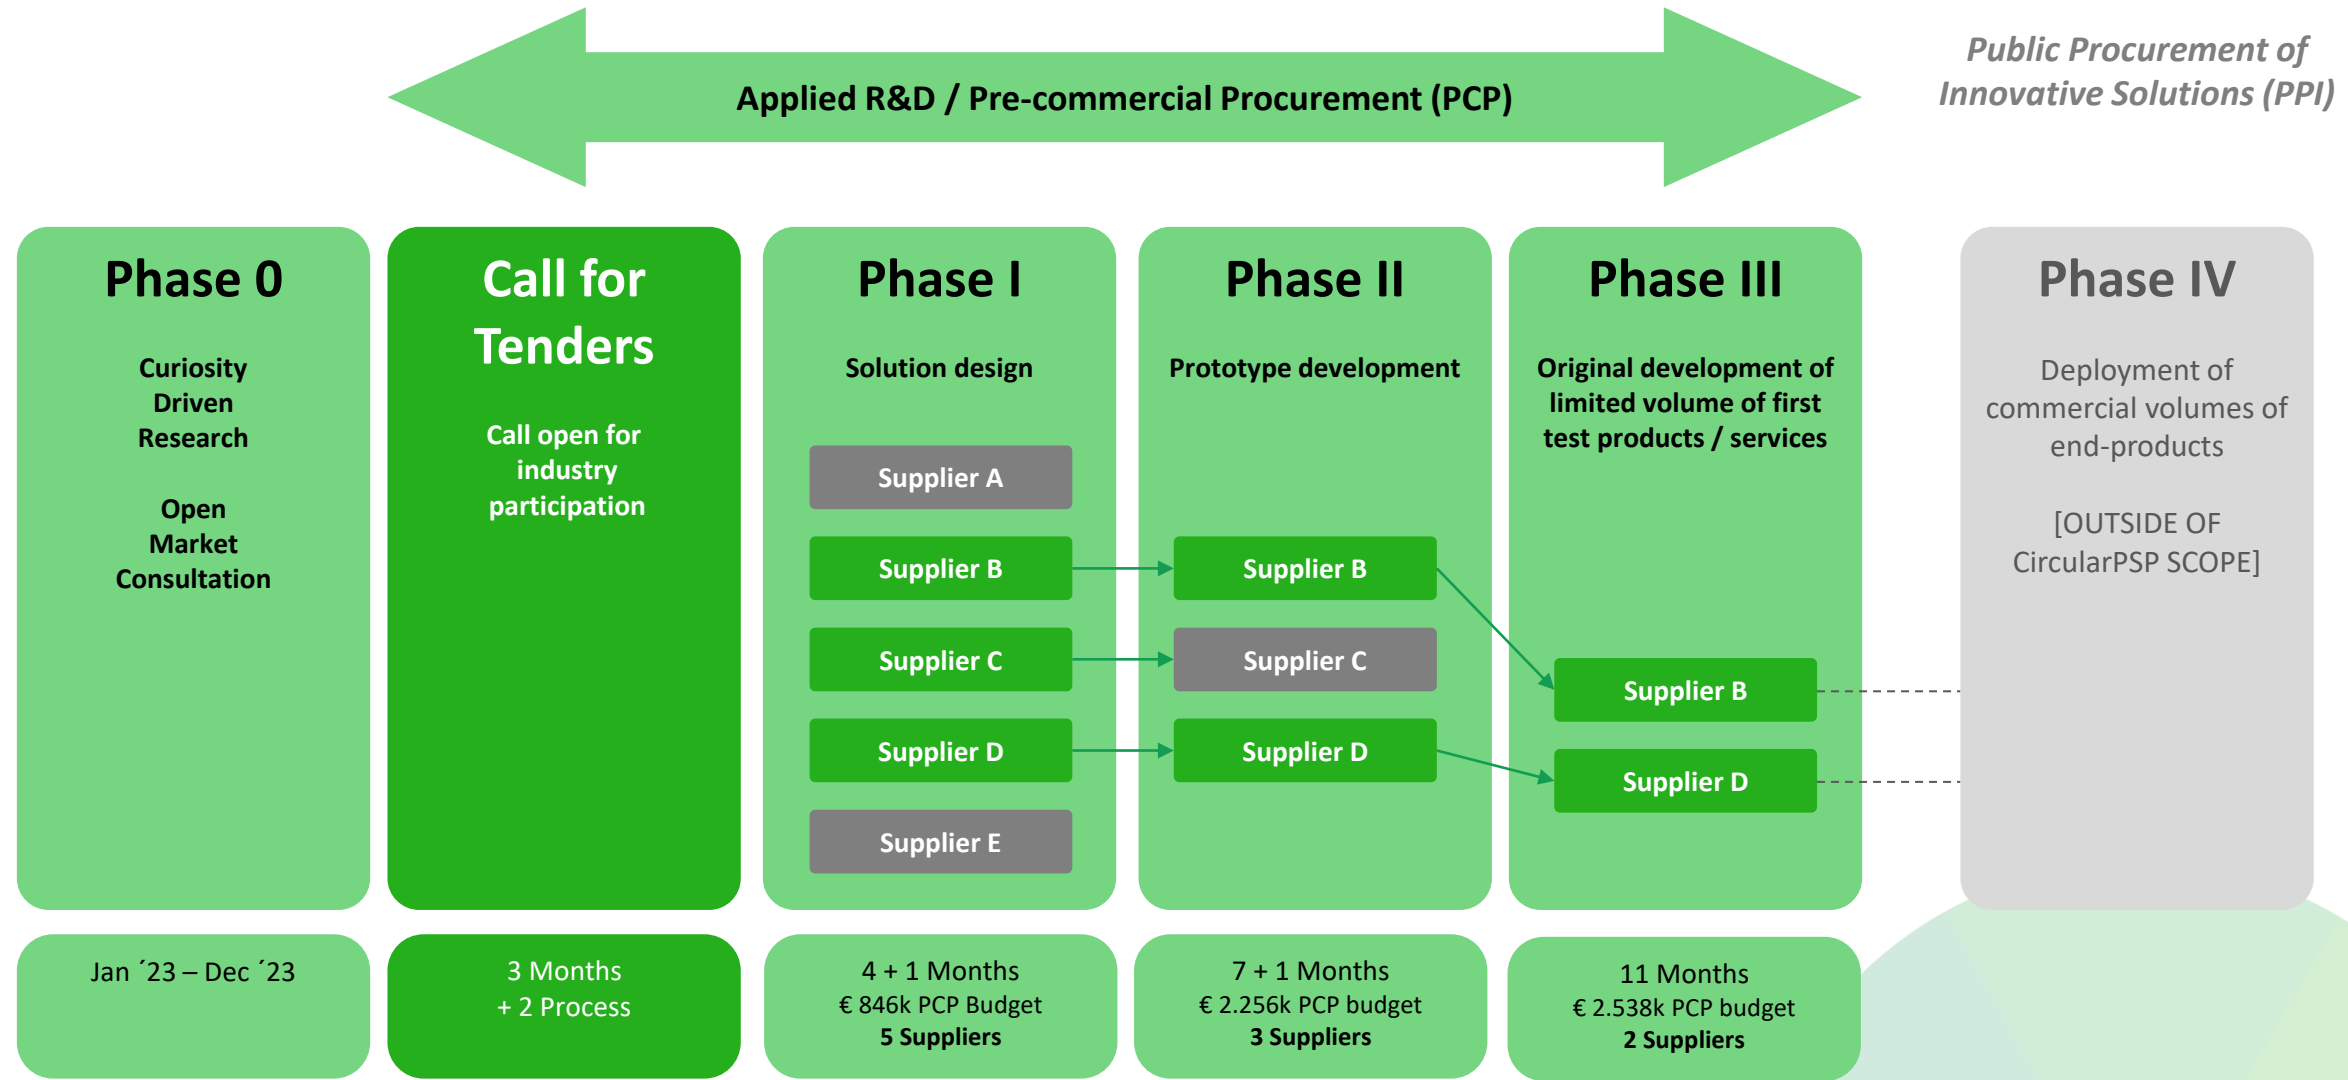 Applied R&D / Pre-commercial Procurement (PCP)
Public Procurement of
Innovative Solutions (PPI)
Phase 0
Curiosity
Driven
Research
Open
Market
Consultation
Jan ´23 – Dec ´23
Call for
Tenders
Call open for
industry
participation
3 Months
+ 2 Process
Phase I
Solution design
Supplier A
Supplier B
Supplier C
Supplier D
Supplier E
4 + 1 Months
€ 846k PCP Budget
5 Suppliers
Phase II
Prototype development
Supplier B
Supplier C
Supplier D
7 + 1 Months
€ 2.256k PCP budget
3 Suppliers
Phase III
Original development of
limited volume of first
test products / services
Supplier B
Supplier D
11 Months
€ 2.538k PCP budget
2 Suppliers
Phase IV
Deployment of
commercial volumes of
end-products
[OUTSIDE OF
CircularPSP SCOPE]